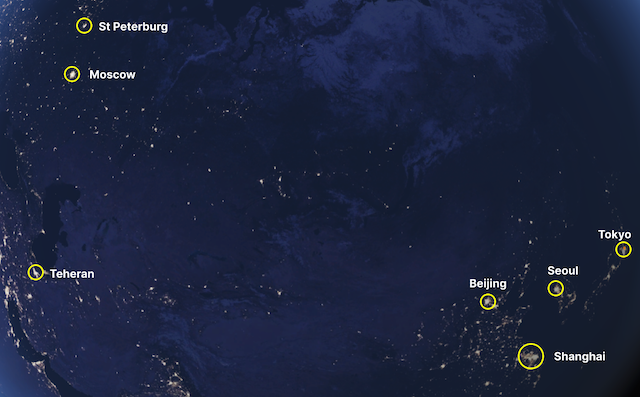 St Peterburg
Moscow
Tokyo
Teheran
Seoul
Beijing
Shanghai